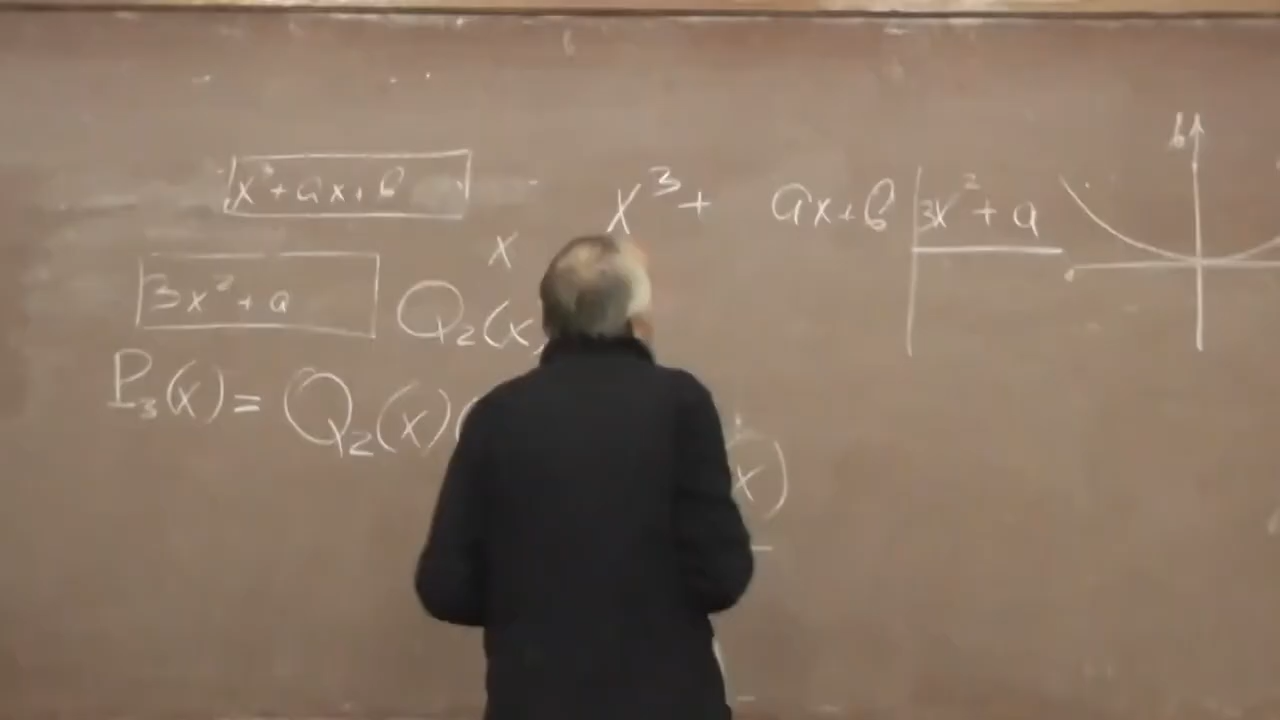 x³+ax+b
x³+ ax+b | 3x²+a
b
x
3x²+a
Q₂(x
P₃(x)= Q₂(x)(
x)